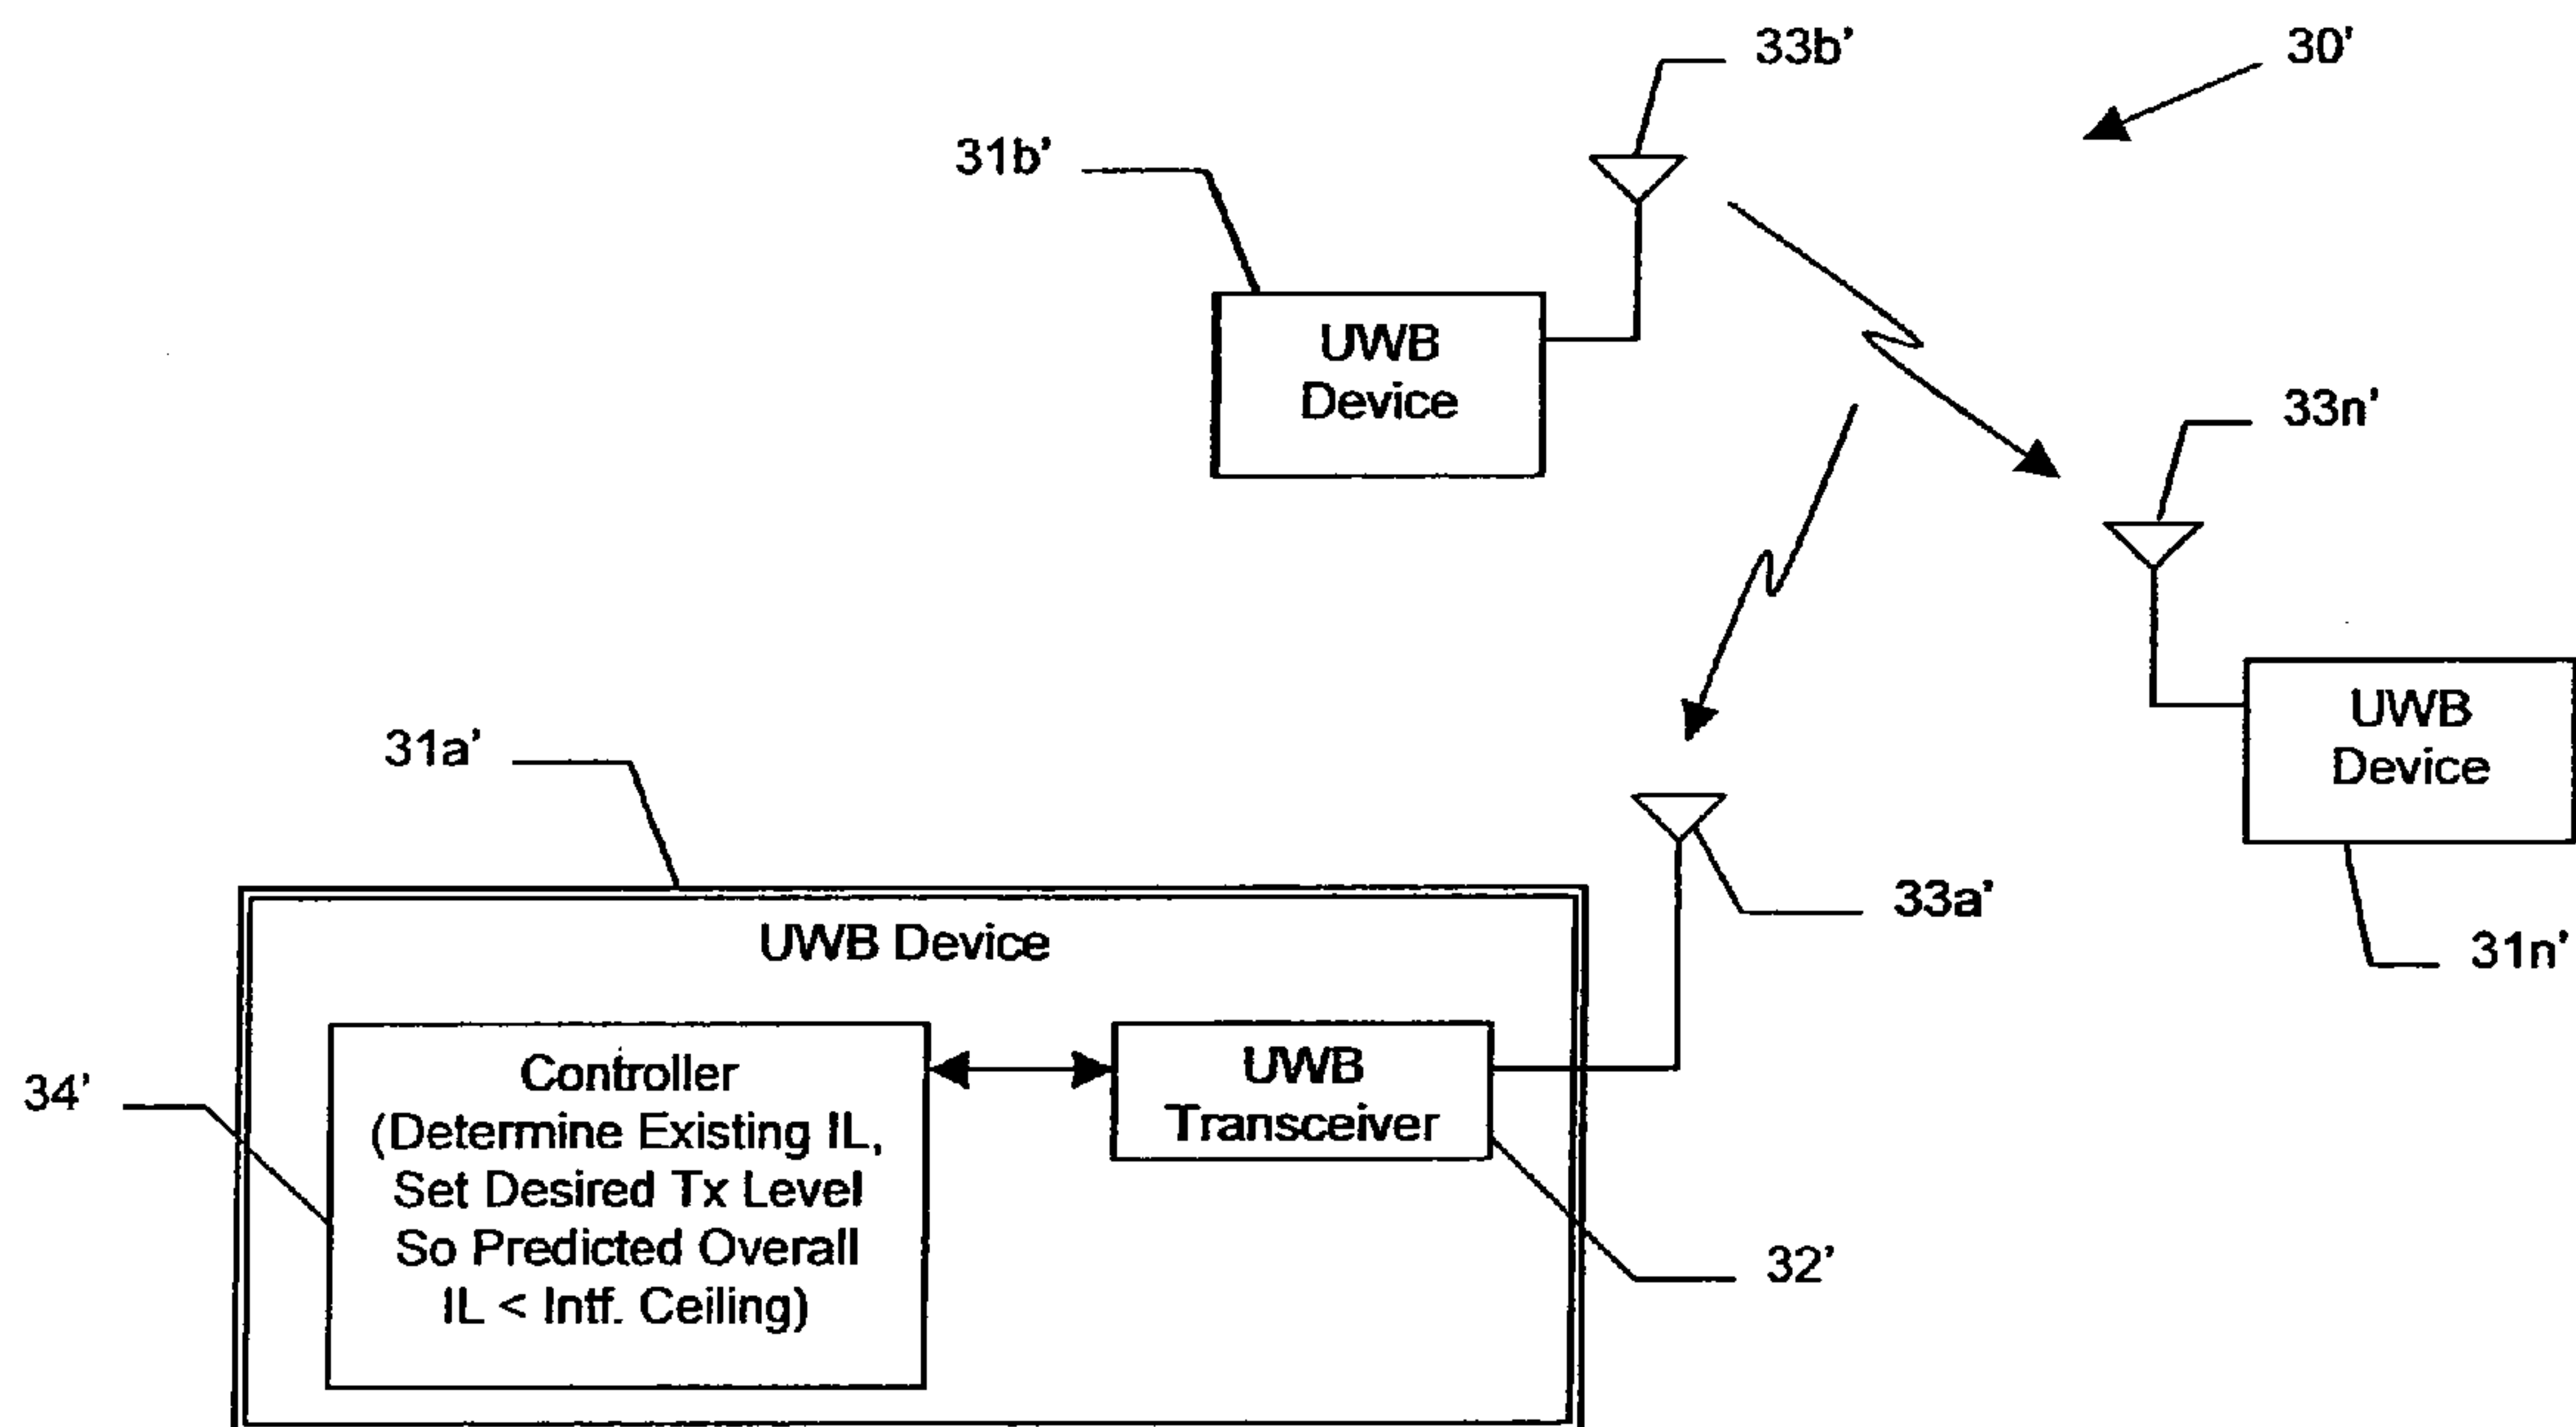 33b'
30'
31b'
UWB
Device
33n'
UWB
Device
31a'
33a'
31n'
UWB Device
Controller
(Determine Existing IL,
Set Desired Tx Level
So Predicted Overall
IL < Intf. Ceiling)
UWB
Transceiver
34'
32'